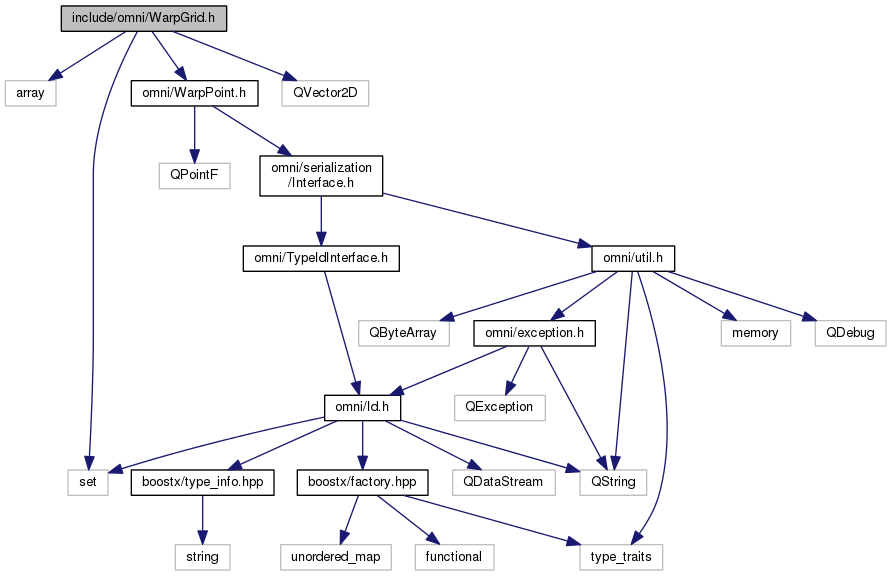 include/omni/WarpGrid.h
array
omni/WarpPoint.h
QVector2D
QPointF
omni/serialization
/Interface.h
omni/TypeIdInterface.h
omni/util.h
QByteArray
omni/exception.h
memory
QDebug
omni/Id.h
QException
set
boostx/type_info.hpp
boostx/factory.hpp
QDataStream
QString
string
unordered_map
functional
type_traits